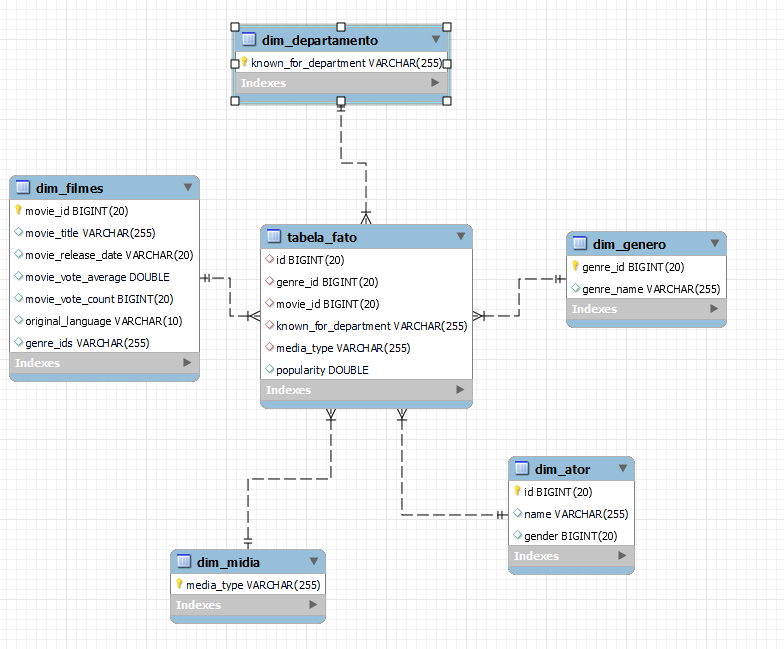 dim_departamento
known_for_department VARCHAR(255)
Indexes
dim_filmes
movie_id BIGINT(20)
movie_title VARCHAR(255)
movie_release_date VARCHAR(20)
movie_vote_average DOUBLE
movie_vote_count BIGINT(20)
original_language VARCHAR(10)
genre_ids VARCHAR(255)
Indexes
tabela_fato
id BIGINT(20)
genre_id BIGINT(20)
movie_id BIGINT(20)
known_for_department VARCHAR(255)
media_type VARCHAR(255)
popularity DOUBLE
Indexes
dim_genero
genre_id BIGINT(20)
genre_name VARCHAR(255)
Indexes
dim_ator
id BIGINT(20)
name VARCHAR(255)
gender BIGINT(20)
Indexes
dim_midia
media_type VARCHAR(255)
Indexes